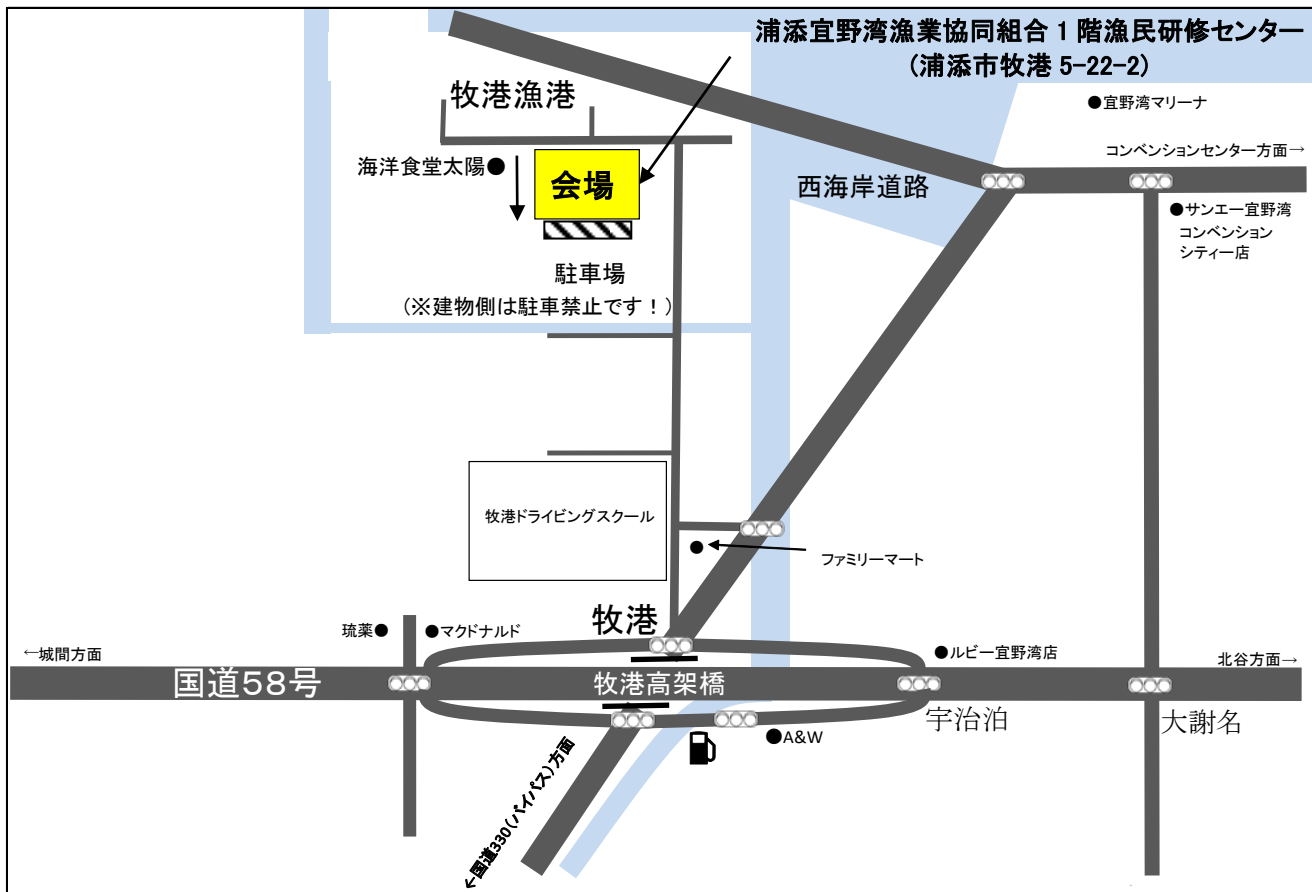 浦添宜野湾漁業協同組合 1 階漁民研修センター
(浦添市牧港 5-22-2)
牧港漁港
●宜野湾マリーナ
コンベンションセンター方面→
海洋食堂太陽●
会場
西海岸道路
●サンエー宜野湾
コンベンション
シティー店
駐車場
(※建物側は駐車禁止です！)
牧港ドライビングスクール
ファミリーマート
牧港
琉薬●
●マクドナルド
●ルビー宜野湾店
←城間方面
北谷方面→
国道58号
牧港高架橋
宇治泊
大謝名
●A&W
←国道330(バイパス)方面